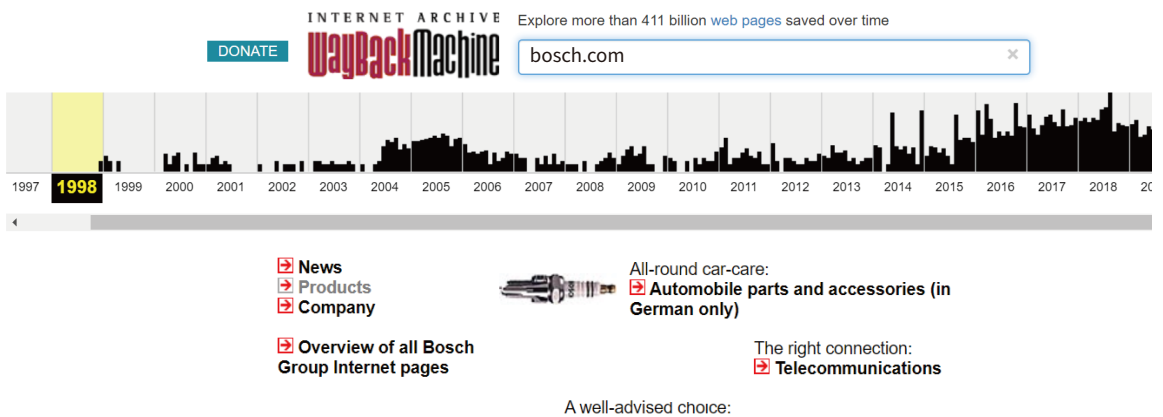 INTERNET ARCHIVE
WayBackMachine
DONATE
Explore more than 411 billion web pages saved over time
bosch.com
×
1997 1998 1999 2000 2001 2002 2003 2004 2005 2006 2007 2008 2009 2010 2011 2012 2013 2014 2015 2016 2017 2018 20
News
Products
Company
Overview of all Bosch
Group Internet pages
All-round car-care:
Automobile parts and accessories (in
German only)
The right connection:
Telecommunications
A well-advised choice: